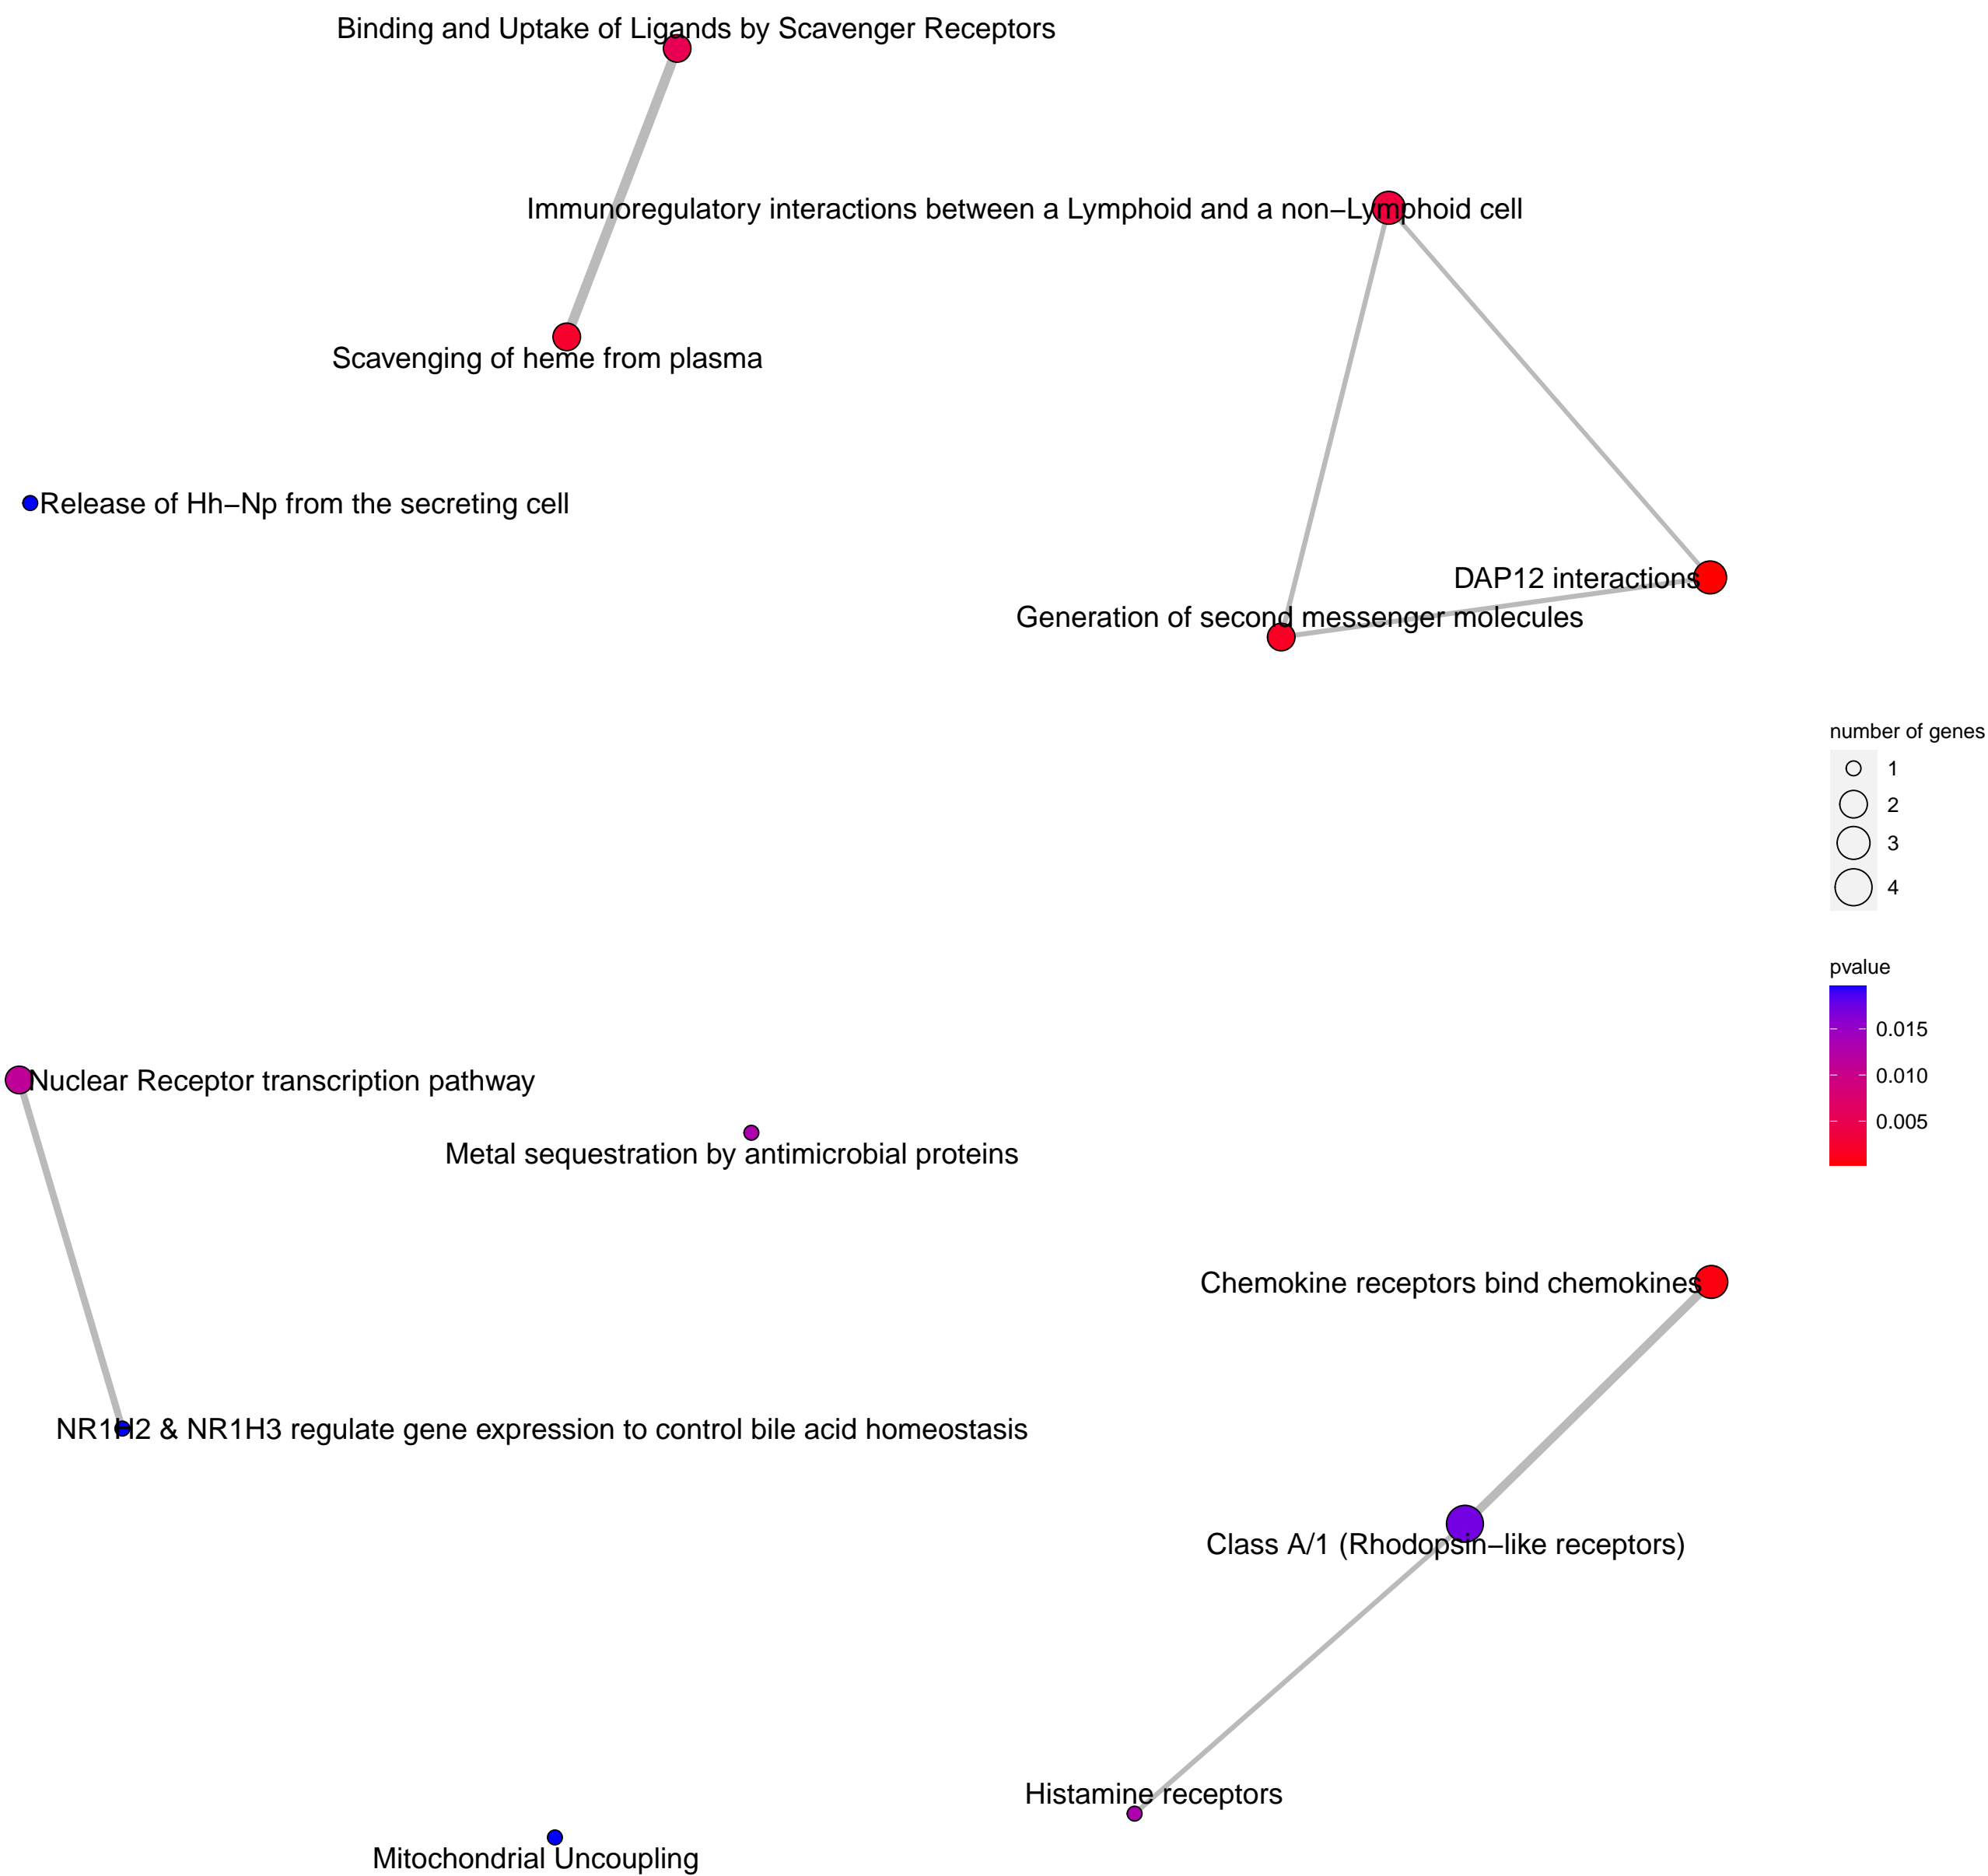 Binding and Uptake of Ligands by Scavenger Receptors
Immunoregulatory interactions between a Lymphoid and a non−Lymphoid cell
Scavenging of heme from plasma
Release of Hh−Np from the secreting cell
DAP12 interactions
Generation of second messenger molecules
number of genes
1
2
3
4
pvalue
0.015
0.010
0.005
Nuclear Receptor transcription pathway
Metal sequestration by antimicrobial proteins
Chemokine receptors bind chemokines
NR1H2 & NR1H3 regulate gene expression to control bile acid homeostasis
Class A/1 (Rhodopsin−like receptors)
Histamine receptors
Mitochondrial Uncoupling